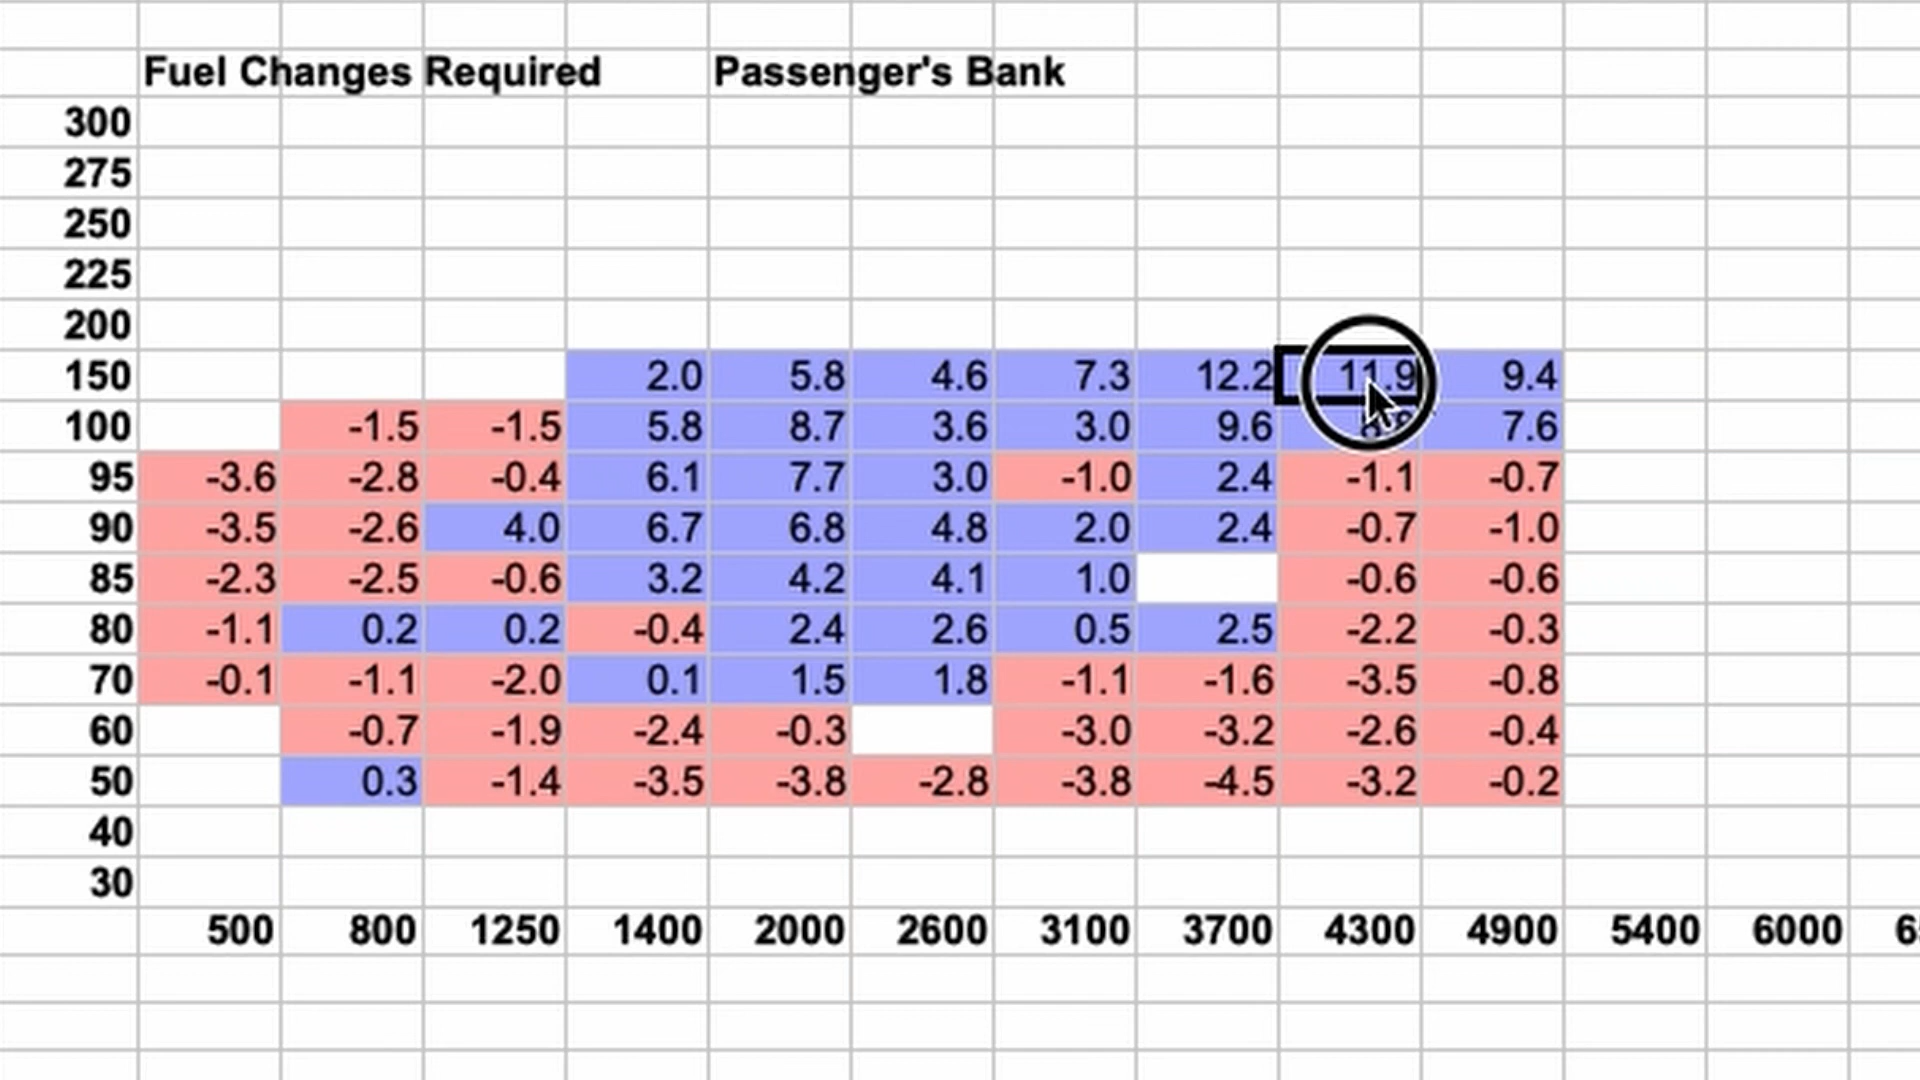 Fuel Changes Required Passenger's Bank
300
275
250
225
200
150 2.0 5.8 4.6 7.3 12.2 11.9 9.4
100 -1.5 -1.5 5.8 8.7 3.6 3.0 9.6 7.6
95 -3.6 -2.8 -0.4 6.1 7.7 3.0 -1.0 2.4 -1.1 -0.7
90 -3.5 -2.6 4.0 6.7 6.8 4.8 2.0 2.4 -0.7 -1.0
85 -2.3 -2.5 -0.6 3.2 4.2 4.1 1.0 -0.6 -0.6
80 -1.1 0.2 0.2 -0.4 2.4 2.6 0.5 2.5 -2.2 -0.3
70 -0.1 -1.1 -2.0 0.1 1.5 1.8 -1.1 -1.6 -3.5 -0.8
60 -0.7 -1.9 -2.4 -0.3 -3.0 -3.2 -2.6 -0.4
50 0.3 -1.4 -3.5 -3.8 -2.8 -3.8 -4.5 -3.2 -0.2
40
30
500 800 1250 1400 2000 2600 3100 3700 4300 4900 5400 6000